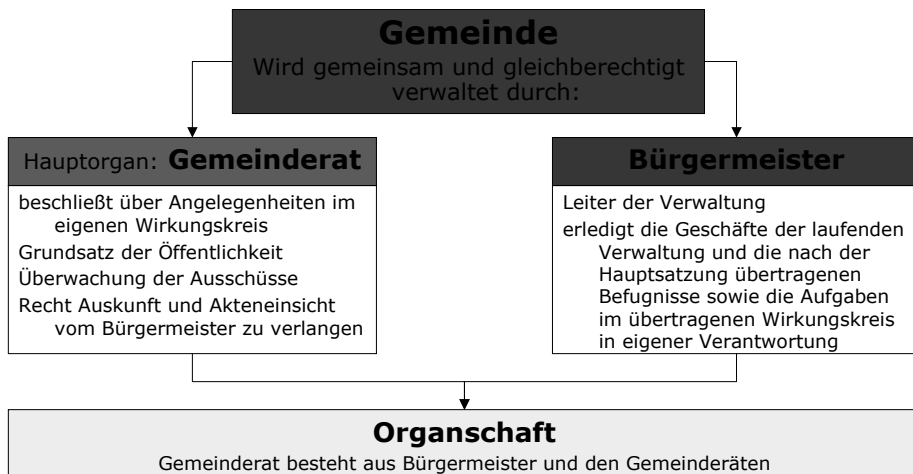 Gemeinde
Wird gemeinsam und gleichberechtigt
verwaltet durch:
Hauptorgan: Gemeinderat
beschließt über Angelegenheiten im
eigenen Wirkungskreis
Grundsatz der Öffentlichkeit
Überwachung der Ausschüsse
Recht Auskunft und Akteneinsicht
vom Bürgermeister zu verlangen
Bürgermeister
Leiter der Verwaltung
erledigt die Geschäfte der laufenden
Verwaltung und die nach der
Hauptsatzung übertragenen
Befugnisse sowie die Aufgaben
im übertragenen Wirkungskreis
in eigener Verantwortung
Organschaft
Gemeinderat besteht aus Bürgermeister und den Gemeinderäten